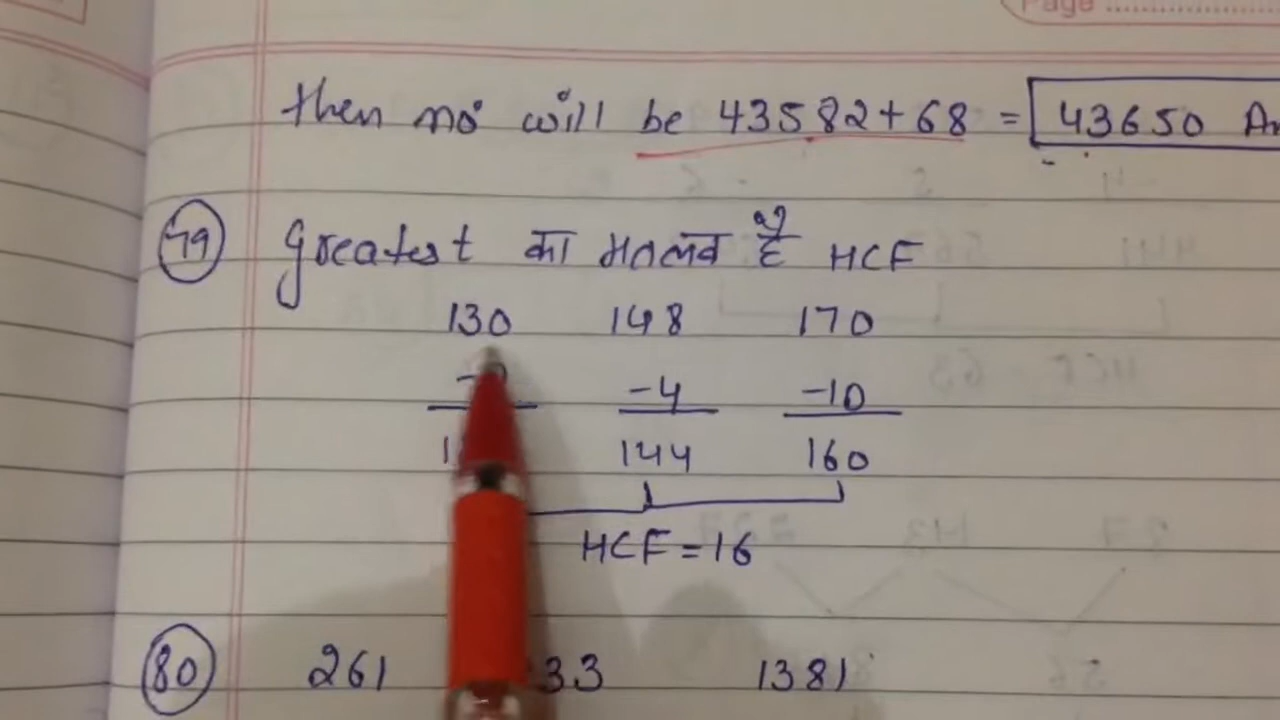 Page
then no will be 43582+68 = 43650
79 Greatest का मतलब है भी HCF
130 148 170
-4 -10
144 160
HCF = 16
80 261 1381